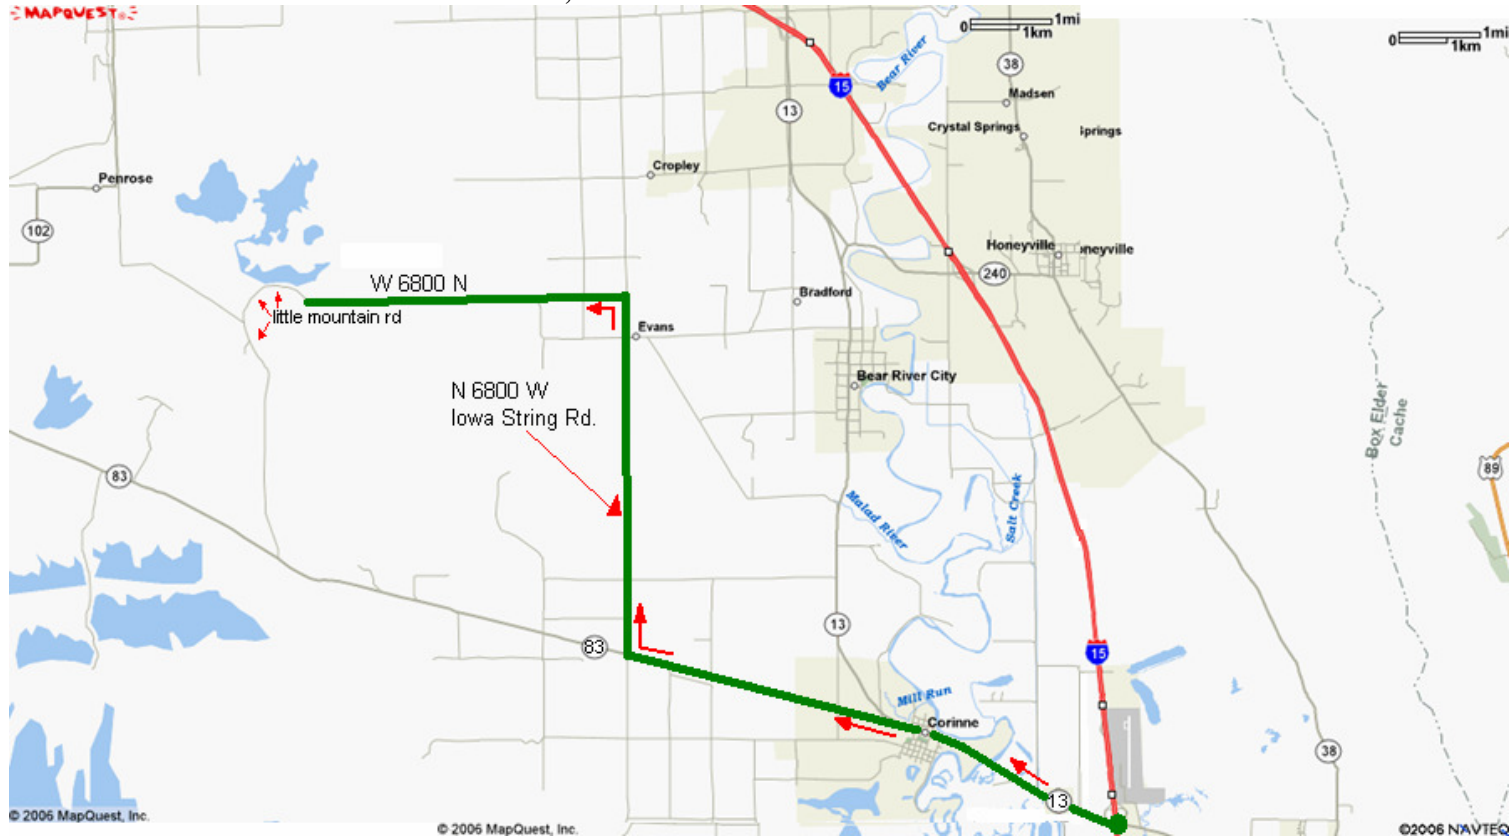 MAPQUEST
0 1mi
1km
0 1mi
1km
15
Bear River
38
Madsen
13
Crystal Springs
Springs
Cropley
Penrose
102
Honeyville
oneyville
240
W 6800 N
Bradford
little mountain rd
Evans
Bear River City
N 6800 W
Iowa String Rd.
Box Elder
Cache
89
83
Malad River
Salt Creek
13
83
15
Mill Run
Corinne
38
13
© 2006 MapQuest, Inc.
© 2006 MapQuest, Inc.
©2006 NAVTEQ